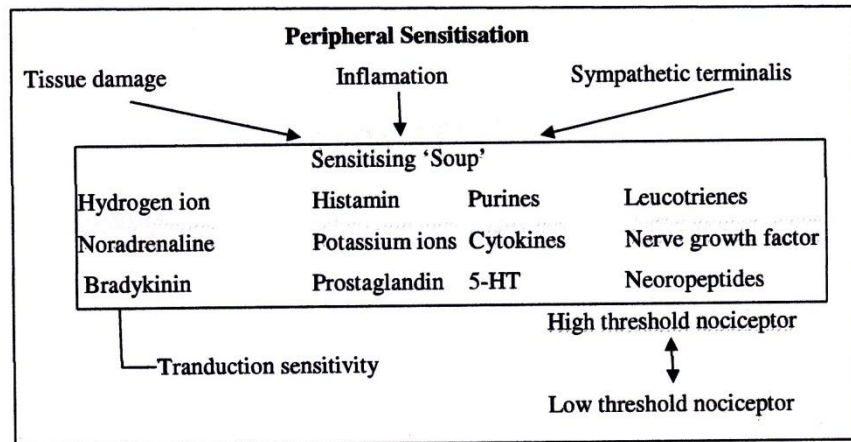 Peripheral Sensitisation
Tissue damage Inflamation Sympathetic terminalis
Sensitising ‘Soup’
Hydrogen ion Histamin Purines Leucotrienes
Noradrenaline Potassium ions Cytokines Nerve growth factor
Bradykinin Prostaglandin 5-HT Neoropeptides
High threshold nociceptor
Tranduction sensitivity
Low threshold nociceptor